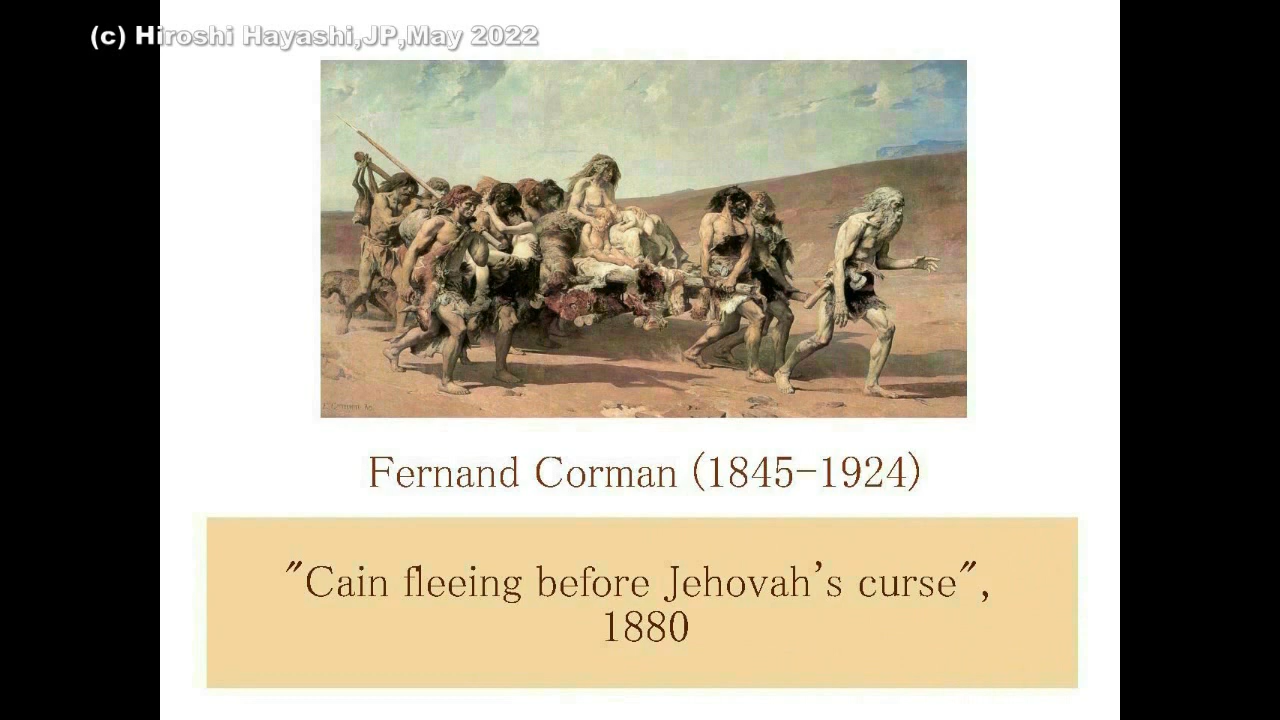 (c) Hiroshi Hayashi,JP,May 2022
Fernand Corman (1845-1924)
"Cain fleeing before Jehovah's curse",
1880